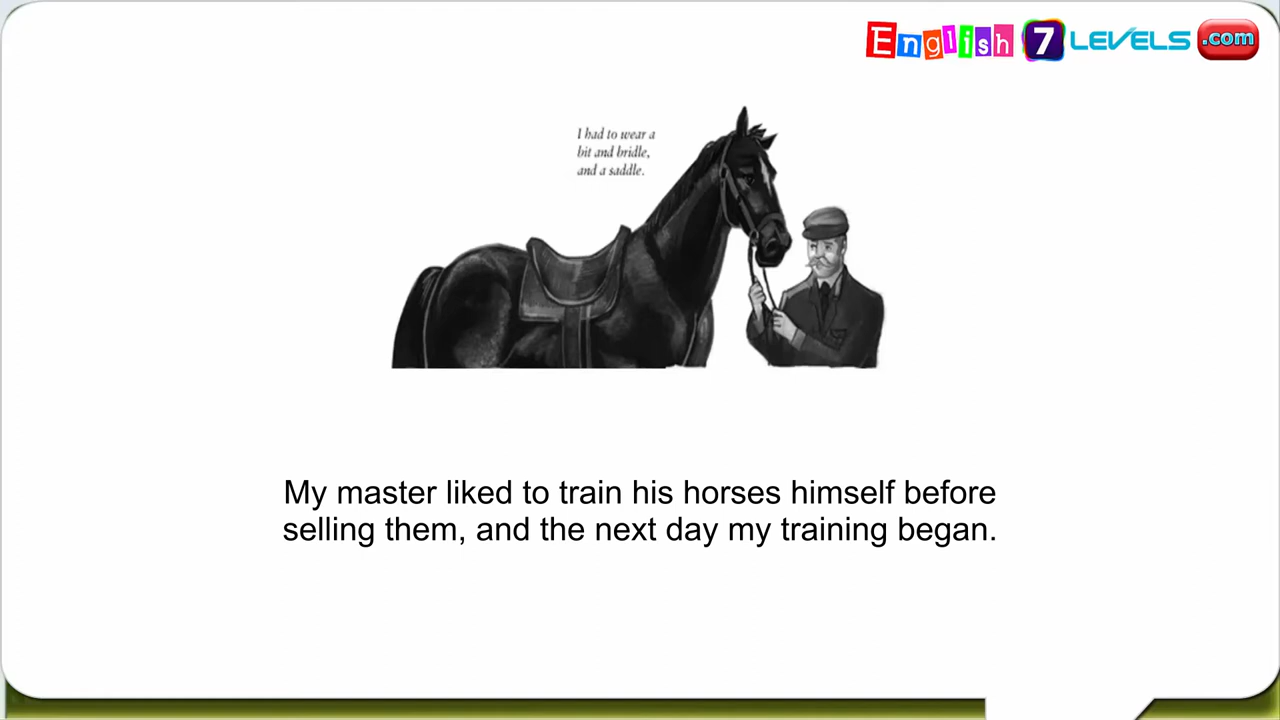 English 7 LEVELS .com
I had to wear a
bit and bridle,
and a saddle.
My master liked to train his horses himself before
selling them, and the next day my training began.